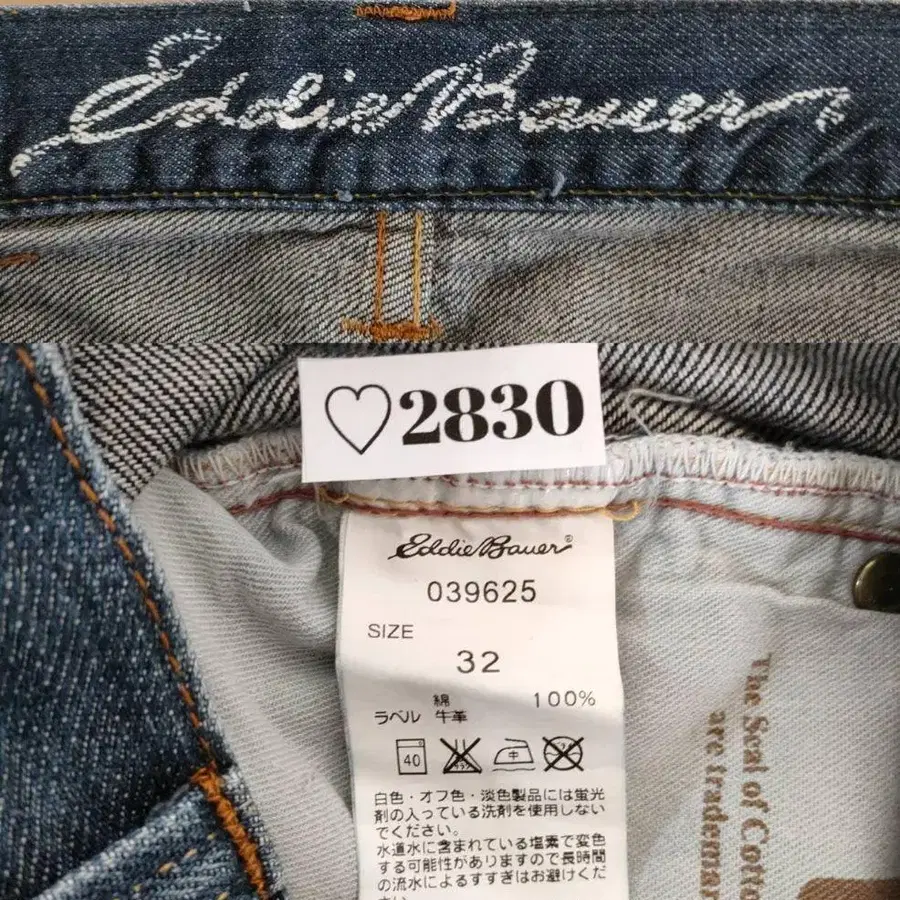 Eddie Bauer
♡2830
Eddie Bauer®
039625
SIZE
32
綿 100%
ラベル 牛革
40
白色・オフ色・淡色製品には蛍光
剤の入っている洗剤を使用しない
でください。
水道水に含まれている塩素で変色
する可能性がありますので長時間
の流水によるすすぎはお避けくだ
The Seal of Cotto
are trademar